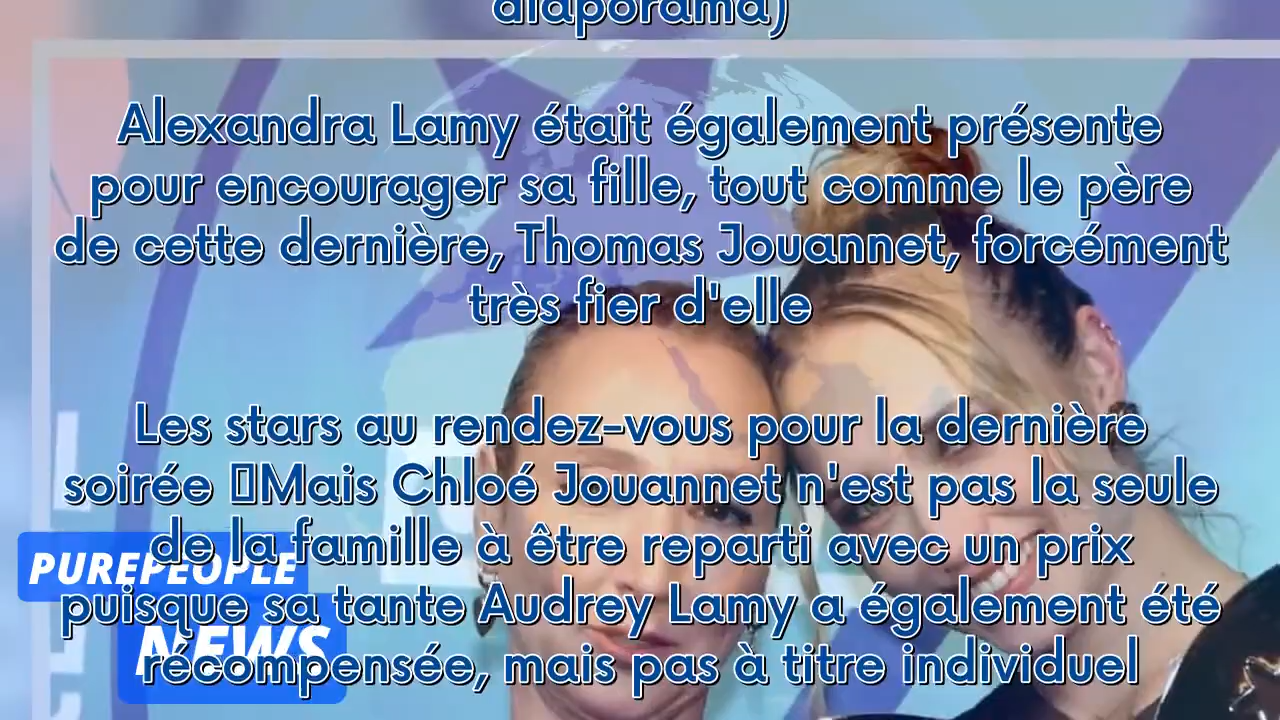 diaporama)
Alexandra Lamy était également présente
pour encourager sa fille, tout comme le père
de cette dernière, Thomas Jouannet, forcément
très fier d'elle
Les stars au rendez-vous pour la dernière
soirée Mais Chloé Jouannet n'est pas la seule
de la famille à être reparti avec un prix
puisque sa tante Audrey Lamy a également été
récompensée, mais pas à titre individuel
PUREPEOPLE
NEWS